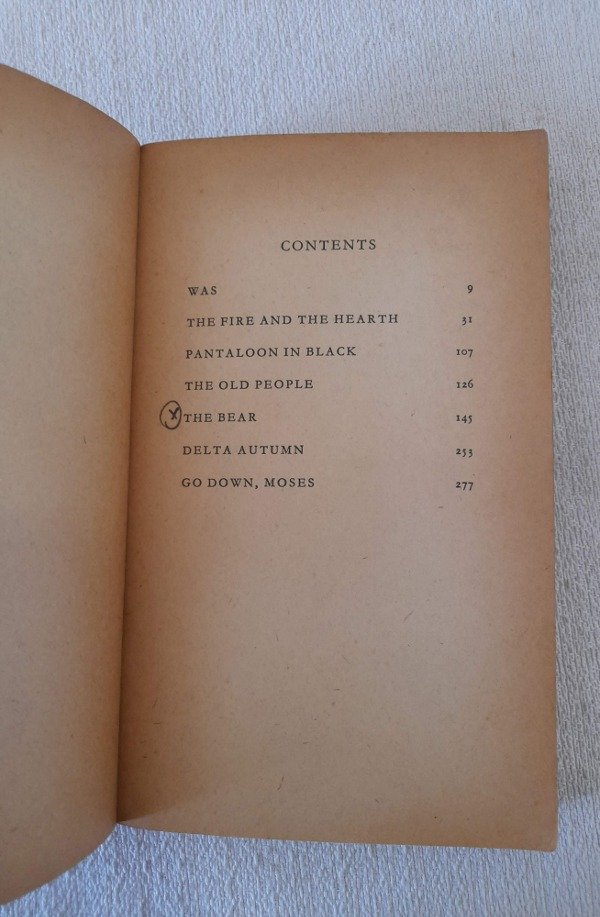 CONTENTS
WAS 9
THE FIRE AND THE HEARTH 31
PANTALOON IN BLACK 107
THE OLD PEOPLE 126
X THE BEAR 145
DELTA AUTUMN 253
GO DOWN, MOSES 277